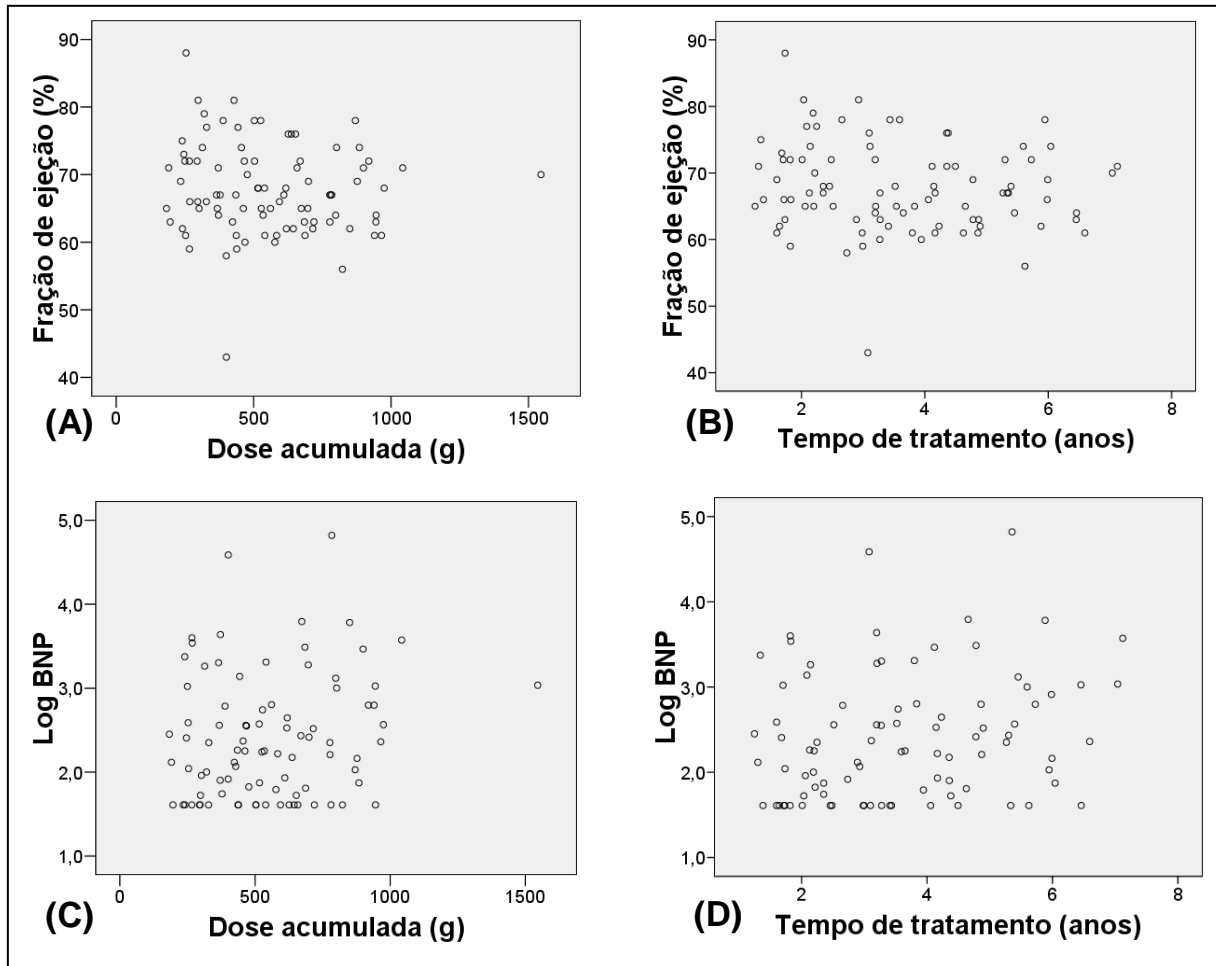 90
80
70
60
50
40
Fração de ejeção (%)
0 500 1000 1500
(A)
Dose acumulada (g)
90
80
70
60
50
40
Fração de ejeção (%)
2 4 6 8
(B)
Tempo de tratamento (anos)
5,0
4,0
3,0
2,0
1,0
Log BNP
0 500 1000 1500
(C)
Dose acumulada (g)
5,0
4,0
3,0
2,0
1,0
Log BNP
2 4 6 8
(D)
Tempo de tratamento (anos)